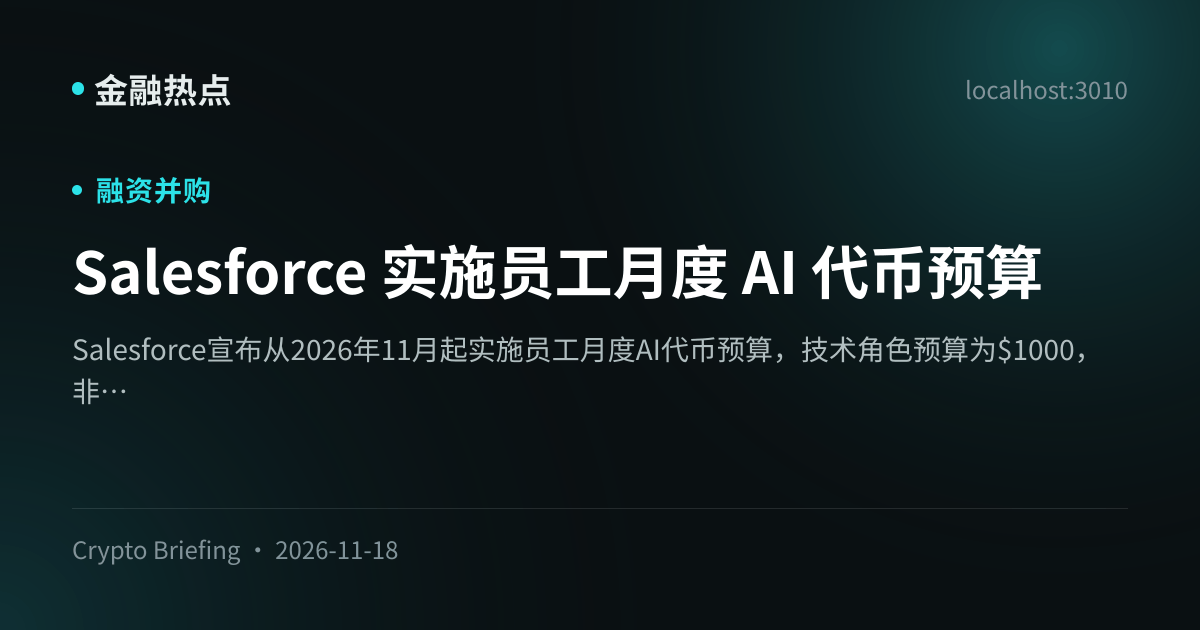 金融热点
localhost:3010
融资并购
Salesforce 实施员工月度 AI 代币预算
Salesforce宣布从2026年11月起实施员工月度AI代币预算，技术角色预算为$1000，
非…
Crypto Briefing · 2026-11-18